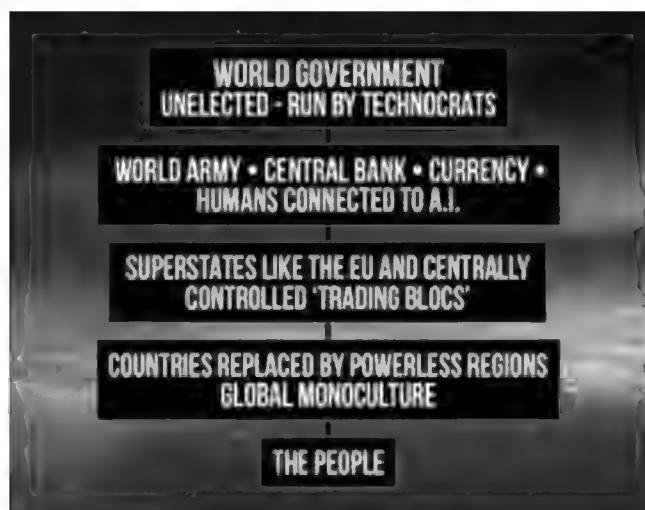 WORLD GOVERNMENT
UNELECTED - RUN BY TECHNOCRATS
WORLD ARMY • CENTRAL BANK • CURRENCY •
HUMANS CONNECTED TO A.I.
SUPERSTATES LIKE THE EU AND CENTRALLY
CONTROLLED ‘TRADING BLOCS’
COUNTRIES REPLACED BY POWERLESS REGIONS
GLOBAL MONOCULTURE
THE PEOPLE